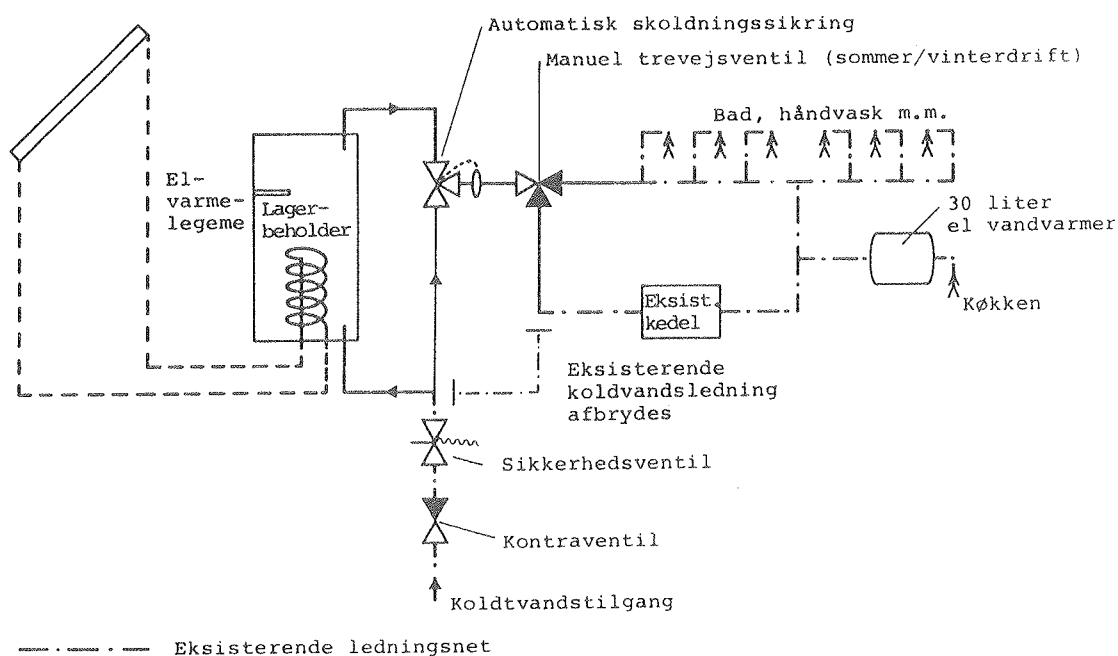 Automatisk skoldningssikring
Manuel trevejsventil (sommer/vinterdrift)
Bad, håndvask m.m.
El-
varme-
legeme
Lager-
beholder
30 liter
el vandvarmer
Køkken
Eksist
kedel
Eksisterende
koldvandsledning
afbrydes
Sikkerhedsventil
Kontraventil
Koldtvandstilgang
Eksisterende ledningsnet